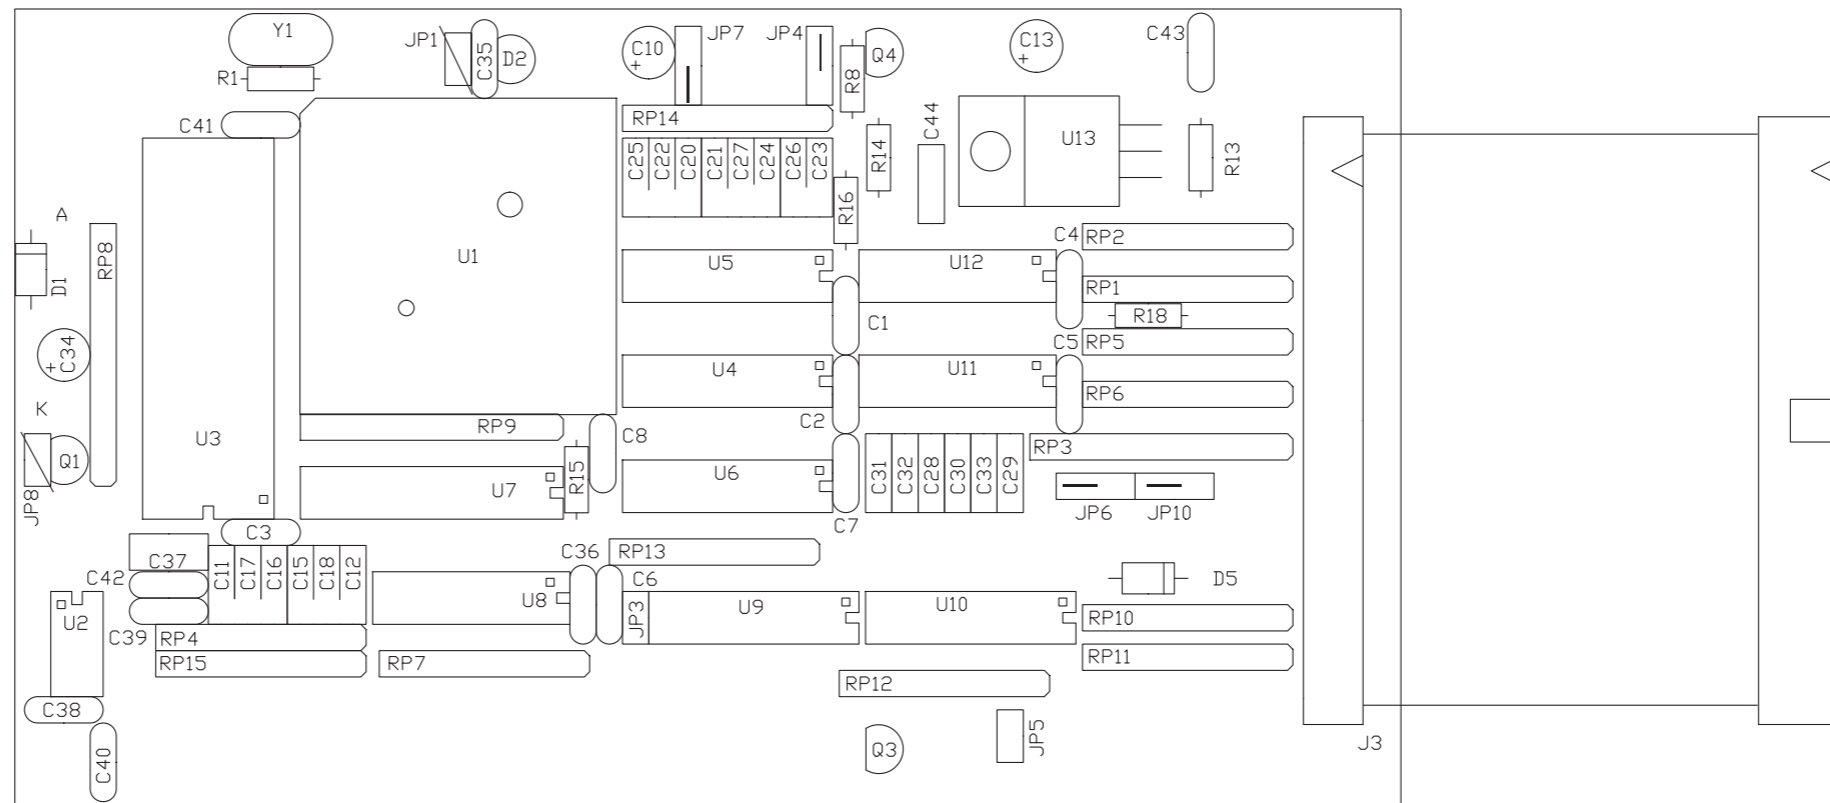 Y1
JP1
C35
D2
C10
+
JP7
JP4
R8
Q4
C13
+
C43
R1
C41
RP14
C44
U13
R13
C25
C22
C20
C21
C27
C24
C26
C23
R14
R16
A
RP8
D1
U1
U5
U12
C4
RP2
RP1
C1
R18
C5
RP5
+
C34
U4
U11
RP6
K
U3
RP9
C8
C2
RP3
Q1
JP8
U7
R15
U6
C31
C32
C28
C30
C33
C29
JP6
JP10
C7
C3
C37
C42
C11
C17
C16
C15
C18
C12
C36
RP13
C6
D5
U2
C39
RP4
U8
JP3
U9
U10
RP10
RP15
RP7
RP11
RP12
C38
C40
Q3
JP5
J3